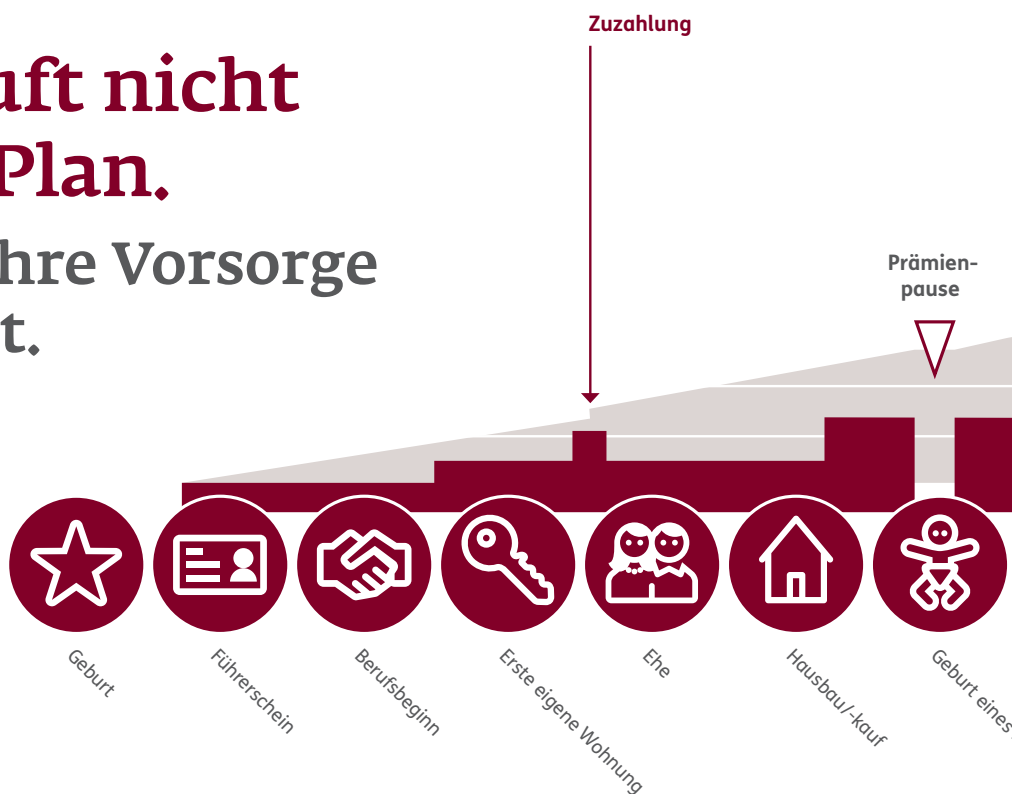 Zuzahlung
uft nicht
Plan.
hre Vorsorge
t.
Prämien-
pause
Geburt
Führerschein
Berufsbeginn
Erste eigene Wohnung
Ehe
Hausbau/-kauf
Geburt eines